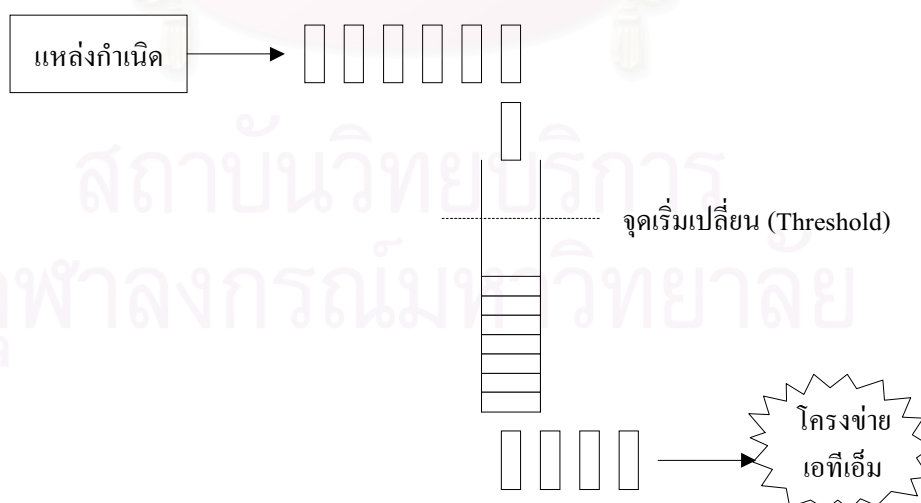 แหล่งกำเนิด
สถาบันวิทยบริการ
จุดเริ่มเปลี่ยน (Threshold)
จุฬาลงกรณ์มหาวิทยาลัย
โครงข่าย
เอทีเอ็ม